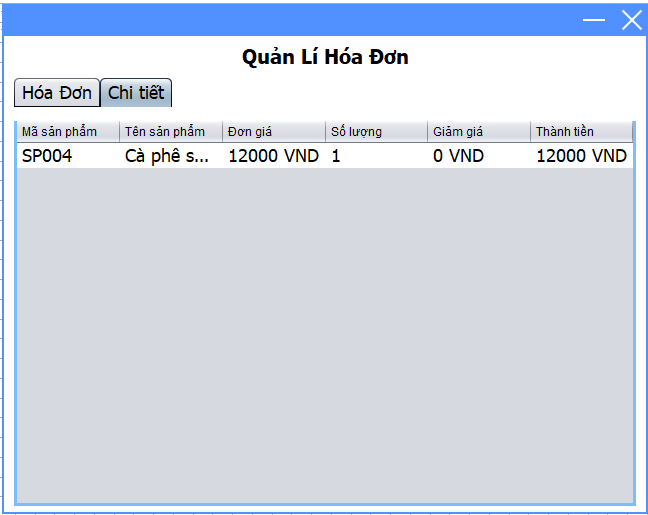 Quản Lí Hóa Đơn
Hóa Đơn Chi tiết
Mã sản phẩm Tên sản phẩm Đơn giá Số lượng Giảm giá Thành tiền
SP004 Cà phê s... 12000 VND 1 0 VND 12000 VND